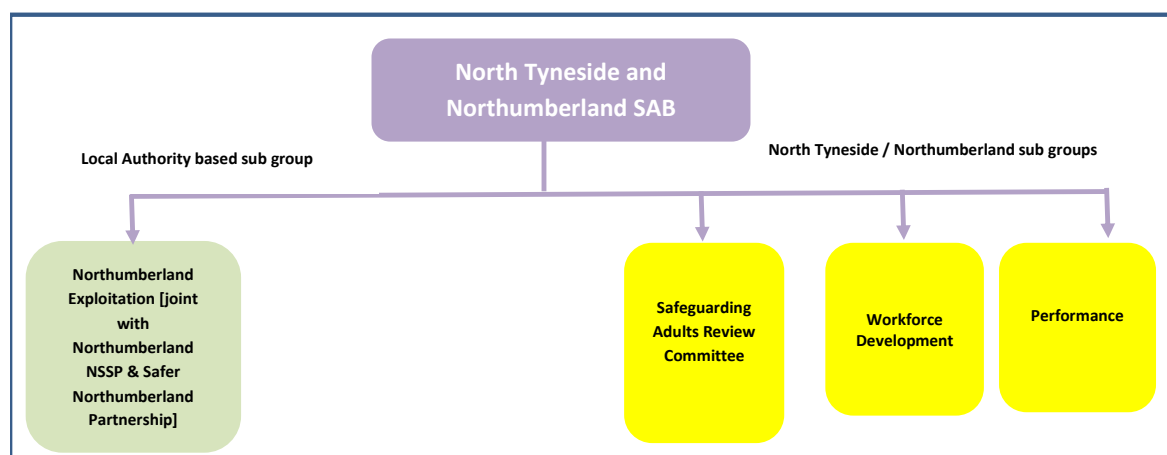 North Tyneside and
Northumberland SAB
Local Authority based sub group
North Tyneside / Northumberland sub groups
Northumberland
Exploitation [joint
with
Northumberland
NSSP & Safer
Northumberland
Partnership]
Safeguarding
Adults Review
Committee
Workforce
Development
Performance